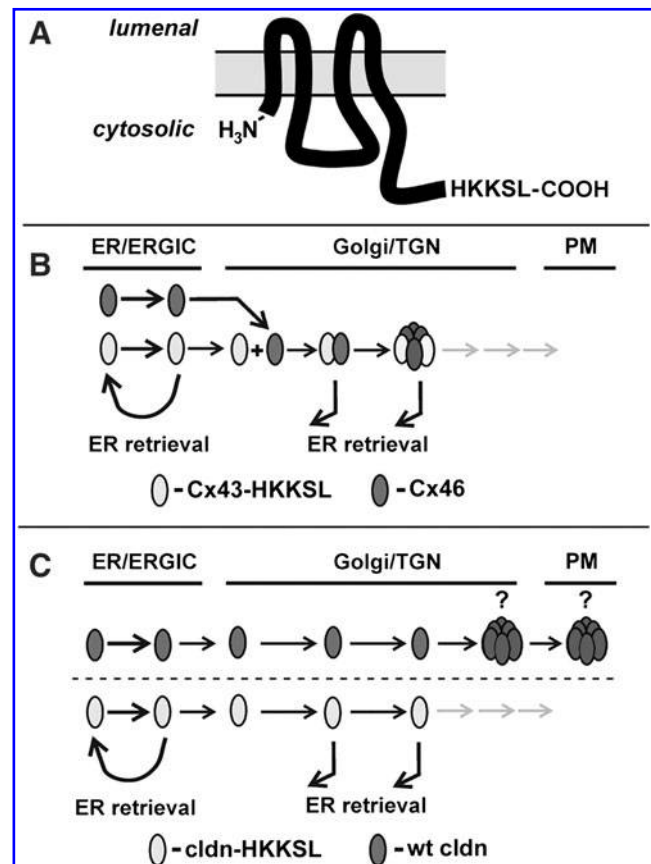 A
lumenal
cytosolic
H3N-
HKKSL-COOH
B
ER/ERGIC
Golgi/TGN
PM
+
ER retrieval
ER retrieval
-Cx43-HKKSL
-Cx46
C
ER/ERGIC
Golgi/TGN
PM
? ?
ER retrieval
ER retrieval
-cldn-HKKSL
-wt cldn